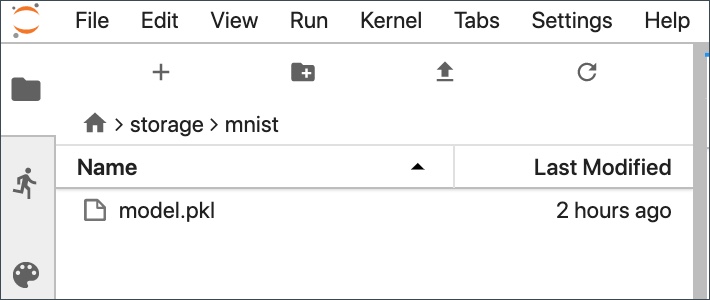 File Edit View Run Kernel Tabs Settings Help
storage > mnist
Name Last Modified
model.pkl 2 hours ago